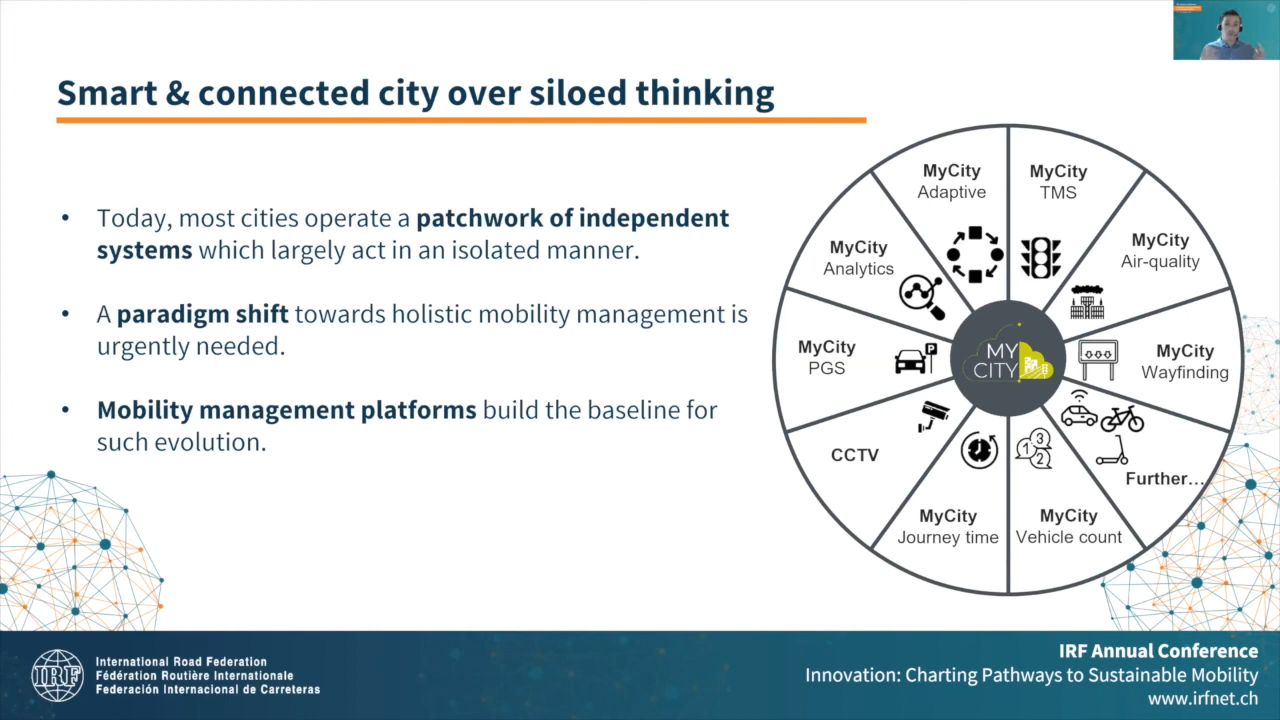 Smart & connected city over siloed thinking
• Today, most cities operate a patchwork of independent
systems which largely act in an isolated manner.
• A paradigm shift towards holistic mobility management is
urgently needed.
• Mobility management platforms build the baseline for
such evolution.
MyCity
Adaptive
MyCity
TMS
MyCity
Air-quality
MyCity
Wayfinding
Further...
MyCity
Vehicle count
MyCity
Journey time
CCTV
MyCity
PGS
MyCity
Analytics
MY
CITY
P
1
2
3
IRF
International Road Federation
Fédération Routière Internationale
Federación Internacional de Carreteras
IRF Annual Conference
Innovation: Charting Pathways to Sustainable Mobility
www.irfnet.ch